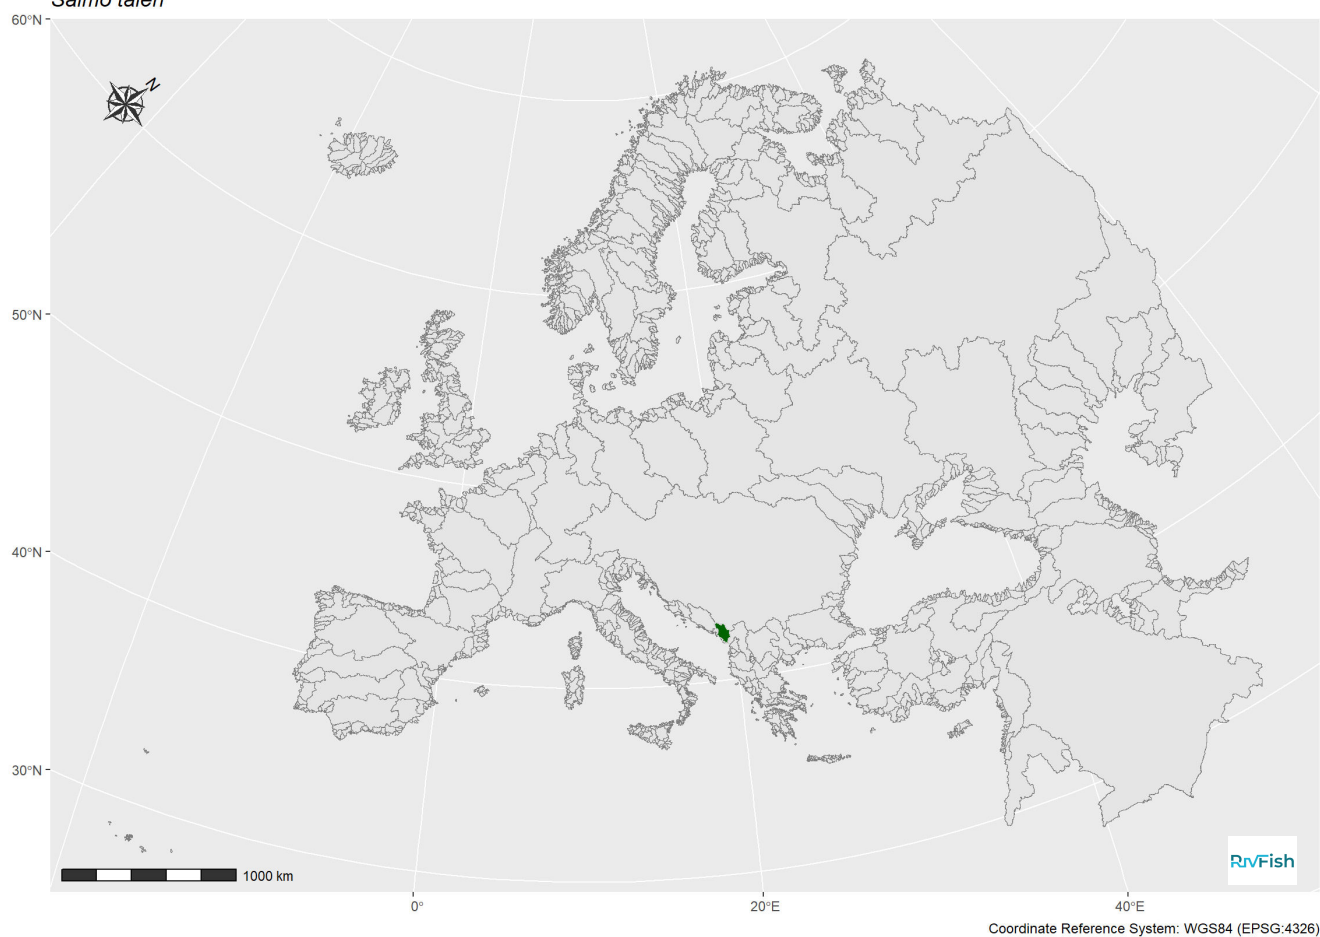 Salmo taleri
60°N
50°N
40°N
30°N
N
RivFish
1000 km
0°
20°E
40°E
Coordinate Reference System: WGS84 (EPSG:4326)